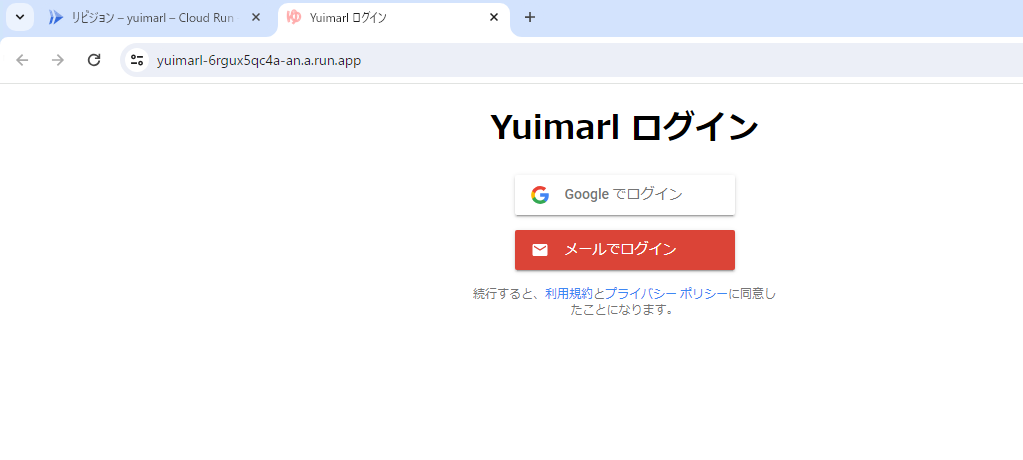 リビジョン – yuimarl – Cloud Run
Yuimarl ログイン
yuimarl-6rgux5qc4a-an.a.run.app
Yuimarl ログイン
Google でログイン
メールでログイン
続行すると、利用規約とプライバシー ポリシーに同意し
たことになります。